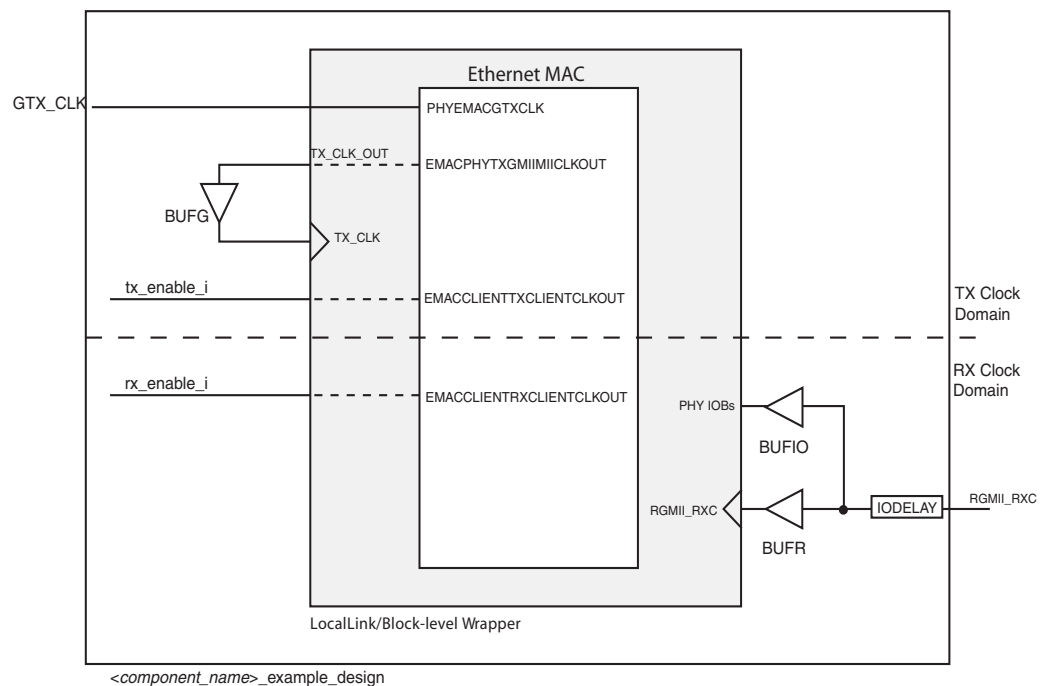 Ethernet MAC
GTX_CLK
PHYEMACGTXCLK
TX_CLK_OUT
EMACPHYTXGMIIMIICLKOUT
BUFG
TX_CLK
tx_enable_i
EMACCLIENTTXCLIENTCLKOUT
TX Clock
Domain
RX Clock
Domain
rx_enable_i
EMACCLIENTRXCLIENTCLKOUT
PHY IOBs
BUFIO
RGMII_RXC
IODELAY
RGMII_RXC
BUFR
LocalLink/Block-level Wrapper
<component_name>_example_design